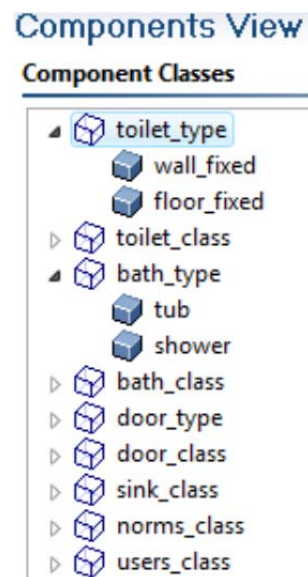 Components View
Component Classes
toilet_type
wall_fixed
floor_fixed
toilet_class
bath_type
tub
shower
bath_class
door_type
door_class
sink_class
norms_class
users_class